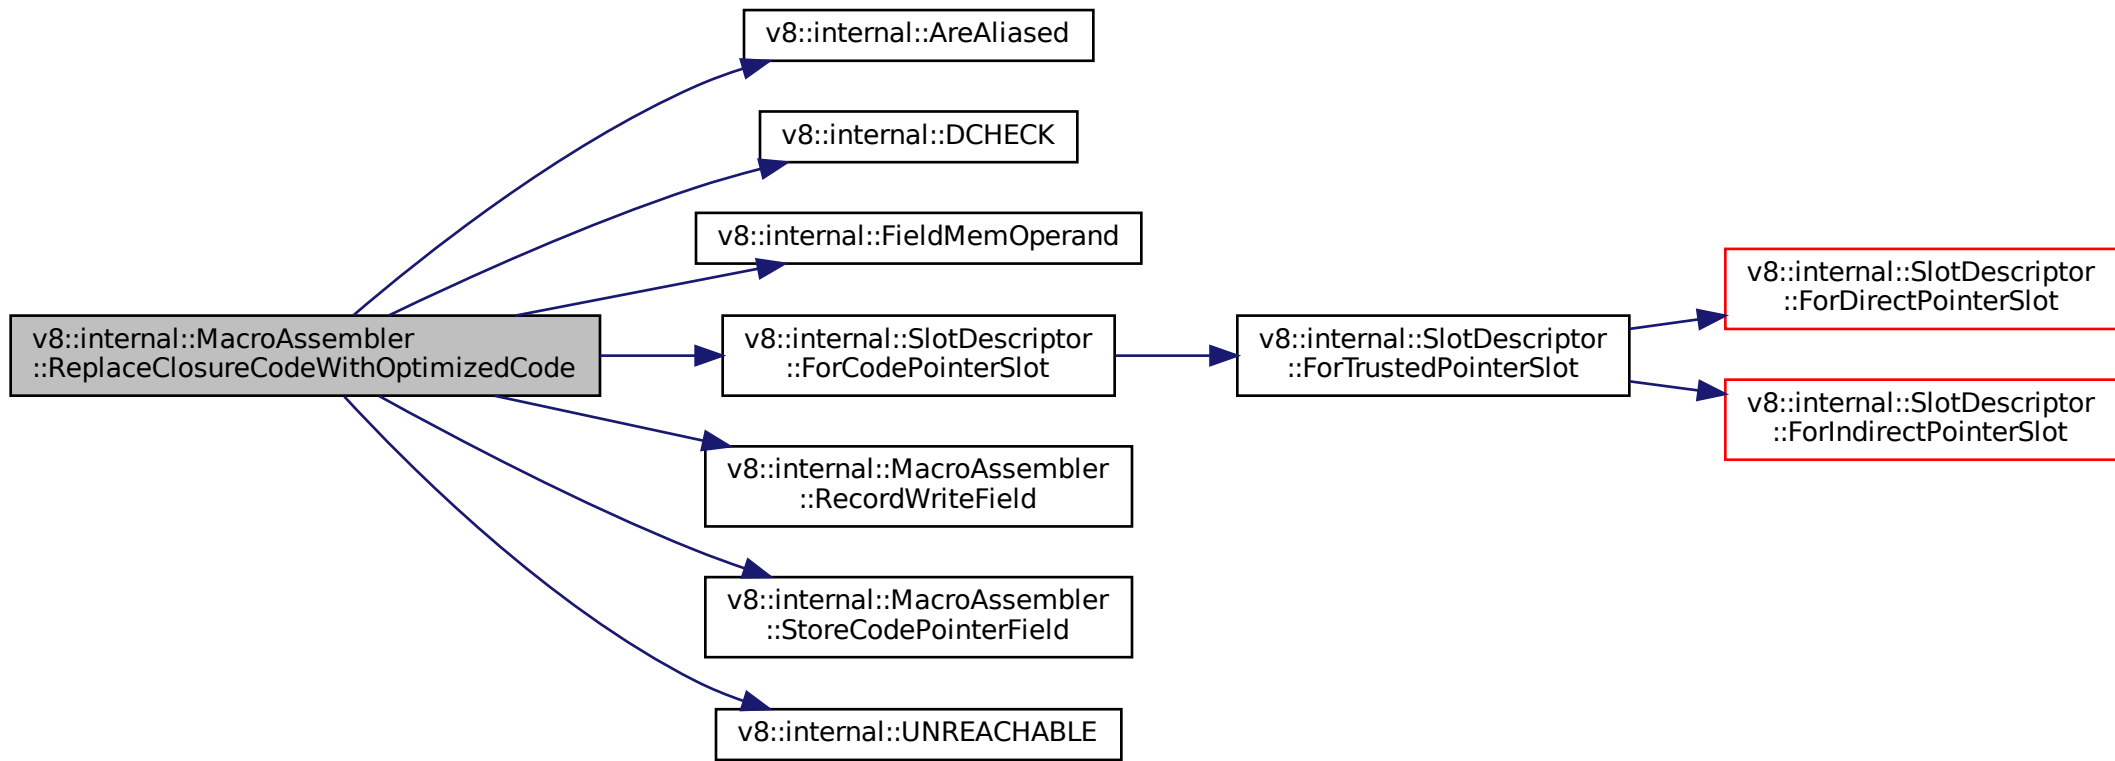 v8::internal::MacroAssembler
::ReplaceClosureCodeWithOptimizedCode
v8::internal::AreAliased
v8::internal::DCHECK
v8::internal::FieldMemOperand
v8::internal::SlotDescriptor
::ForCodePointerSlot
v8::internal::SlotDescriptor
::ForTrustedPointerSlot
v8::internal::SlotDescriptor
::ForDirectPointerSlot
v8::internal::SlotDescriptor
::ForIndirectPointerSlot
v8::internal::MacroAssembler
::RecordWriteField
v8::internal::MacroAssembler
::StoreCodePointerField
v8::internal::UNREACHABLE